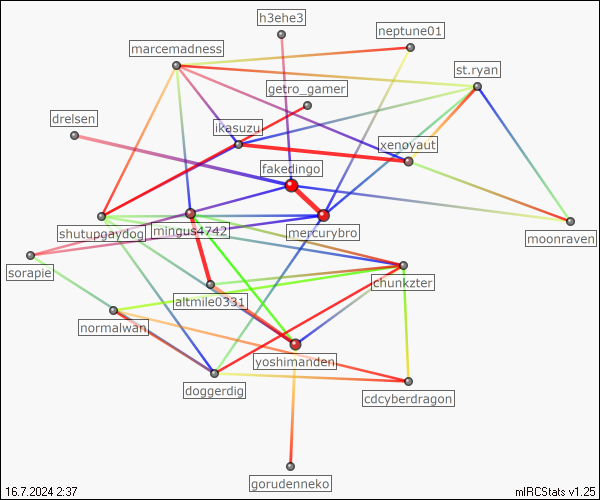 h3ehe3
neptune01
marcemadness
st.ryan
getro_gamer
drelsen
ikasuzu
xenoyaut
fakedingo
shutupgaydog
mingus4742
mercurybro
moonraven
sorapie
chunkzter
altmile0331
normalwan
yoshimanden
doggerdig
cdcyberdragon
gorudenneko
16.7.2024 2:37
mIRCStats v1.25